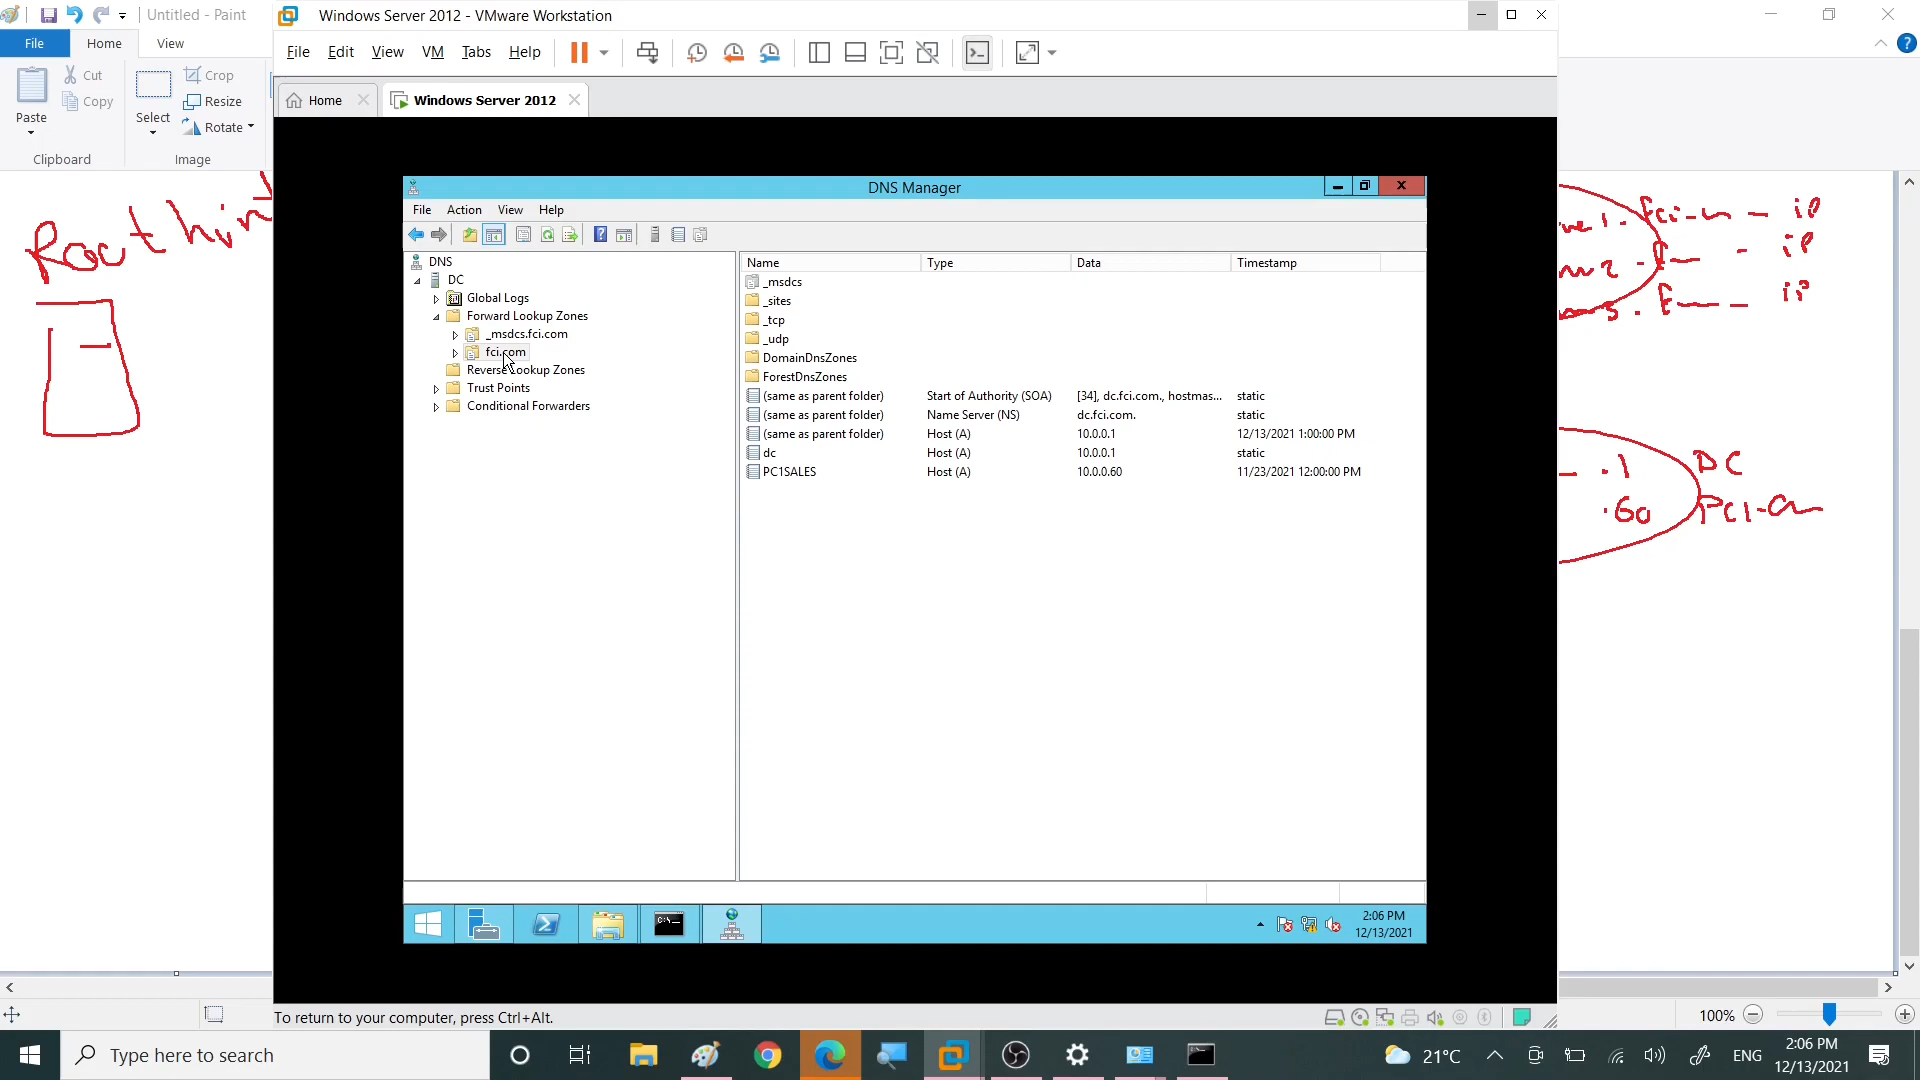 Untitled - Paint
File Home View
Paste
Cut
Copy
Clipboard
Select
Crop
Resize
Rotate
Image
Windows Server 2012 - VMware Workstation
File Edit View VM Tabs Help
Home
Windows Server 2012
DNS Manager
File Action View Help
DNS
DC
Global Logs
Forward Lookup Zones
_msdcs.fci.com
fci.com
Reverse Lookup Zones
Trust Points
Conditional Forwarders
Name Type Data Timestamp
_msdcs
_sites
_tcp
_udp
DomainDnsZones
ForestDnsZones
(same as parent folder) Start of Authority (SOA) [34], dc.fci.com., hostmas... static
(same as parent folder) Name Server (NS) dc.fci.com. static
(same as parent folder) Host (A) 10.0.0.1 12/13/2021 1:00:00 PM
dc Host (A) 10.0.0.1 static
PC1SALES Host (A) 10.0.0.60 11/23/2021 12:00:00 PM
2:06 PM
12/13/2021
To return to your computer, press Ctrl+Alt.
ip
ip
ip
.1 DC
.60
100%
Type here to search
21°C
ENG
2:06 PM
12/13/2021